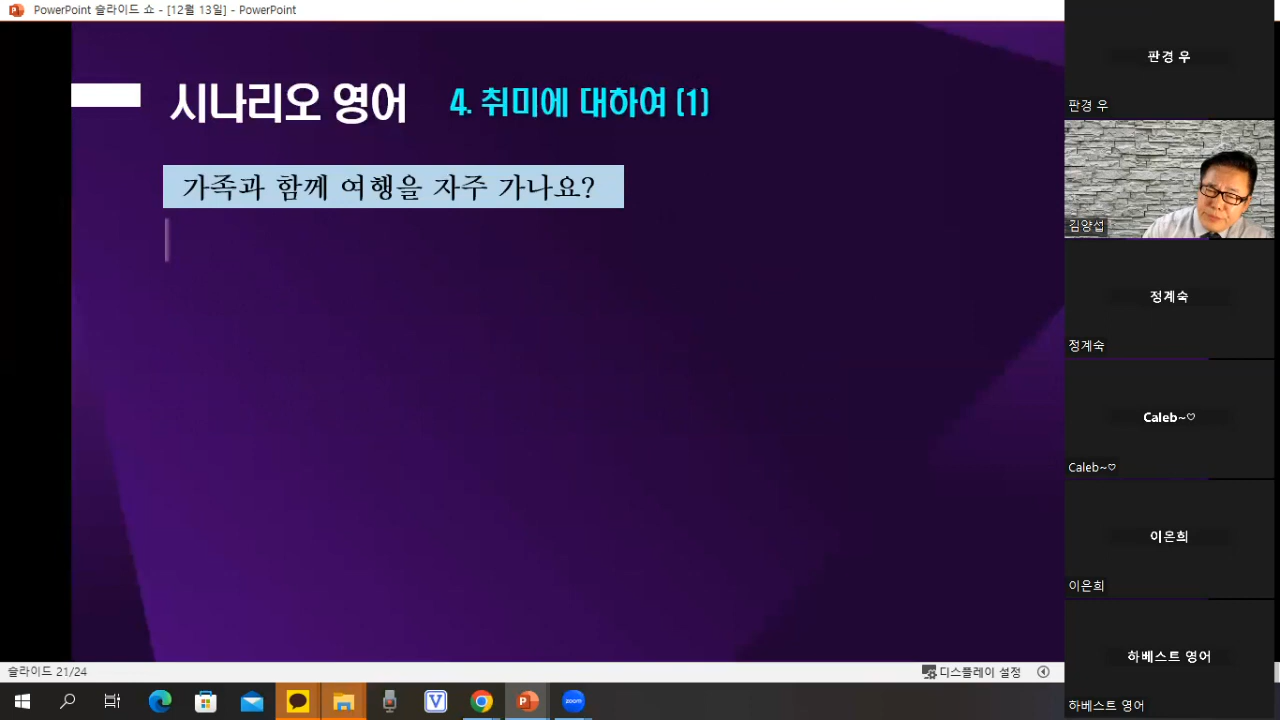 PowerPoint 슬라이드 쇼 - [12월 13일] - PowerPoint
시나리오 영어 4. 취미에 대하여 (1)
가족과 함께 여행을 자주 가나요?
슬라이드 21/24
디스플레이 설정
판경 우
판경 우
김양섭
정계숙
정계숙
Caleb~♡
Caleb~♡
이은희
이은희
하베스트 영어
하베스트 영어
V
zoom